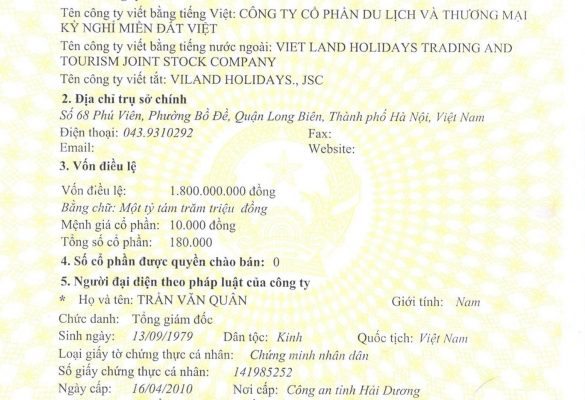 Tên công ty viết bằng tiếng Việt: CÔNG TY CỔ PHẦN DU LỊCH VÀ THƯƠNG MẠI
KỲ NGHỈ MIỀN ĐẤT VIỆT
Tên công ty viết bằng tiếng nước ngoài: VIET LAND HOLIDAYS TRADING AND
TOURISM JOINT STOCK COMPANY
Tên công ty viết tắt: VILAND HOLIDAYS., JSC
2. Địa chỉ trụ sở chính
Số 68 Phú Viên, Phường Bồ Đề, Quận Long Biên, Thành phố Hà Nội, Việt Nam
Điện thoại: 043.9310292 Fax:
Email: Website:
3. Vốn điều lệ
Vốn điều lệ: 1.800.000.000 đồng
Bằng chữ: Một tỷ tám trăm triệu đồng
Mệnh giá cổ phần: 10.000 đồng
Tổng số cổ phần: 180.000
4. Số cổ phần được quyền chào bán: 0
5. Người đại diện theo pháp luật của công ty
* Họ và tên: TRẦN VĂN QUÂN Giới tính: Nam
Chức danh: Tổng giám đốc
Sinh ngày: 13/09/1979 Dân tộc: Kinh Quốc tịch: Việt Nam
Loại giấy tờ chứng thực cá nhân: Chứng minh nhân dân
Số giấy chứng thực cá nhân: 141985252
Ngày cấp: 16/04/2010 Nơi cấp: Công an tỉnh Hải Dương